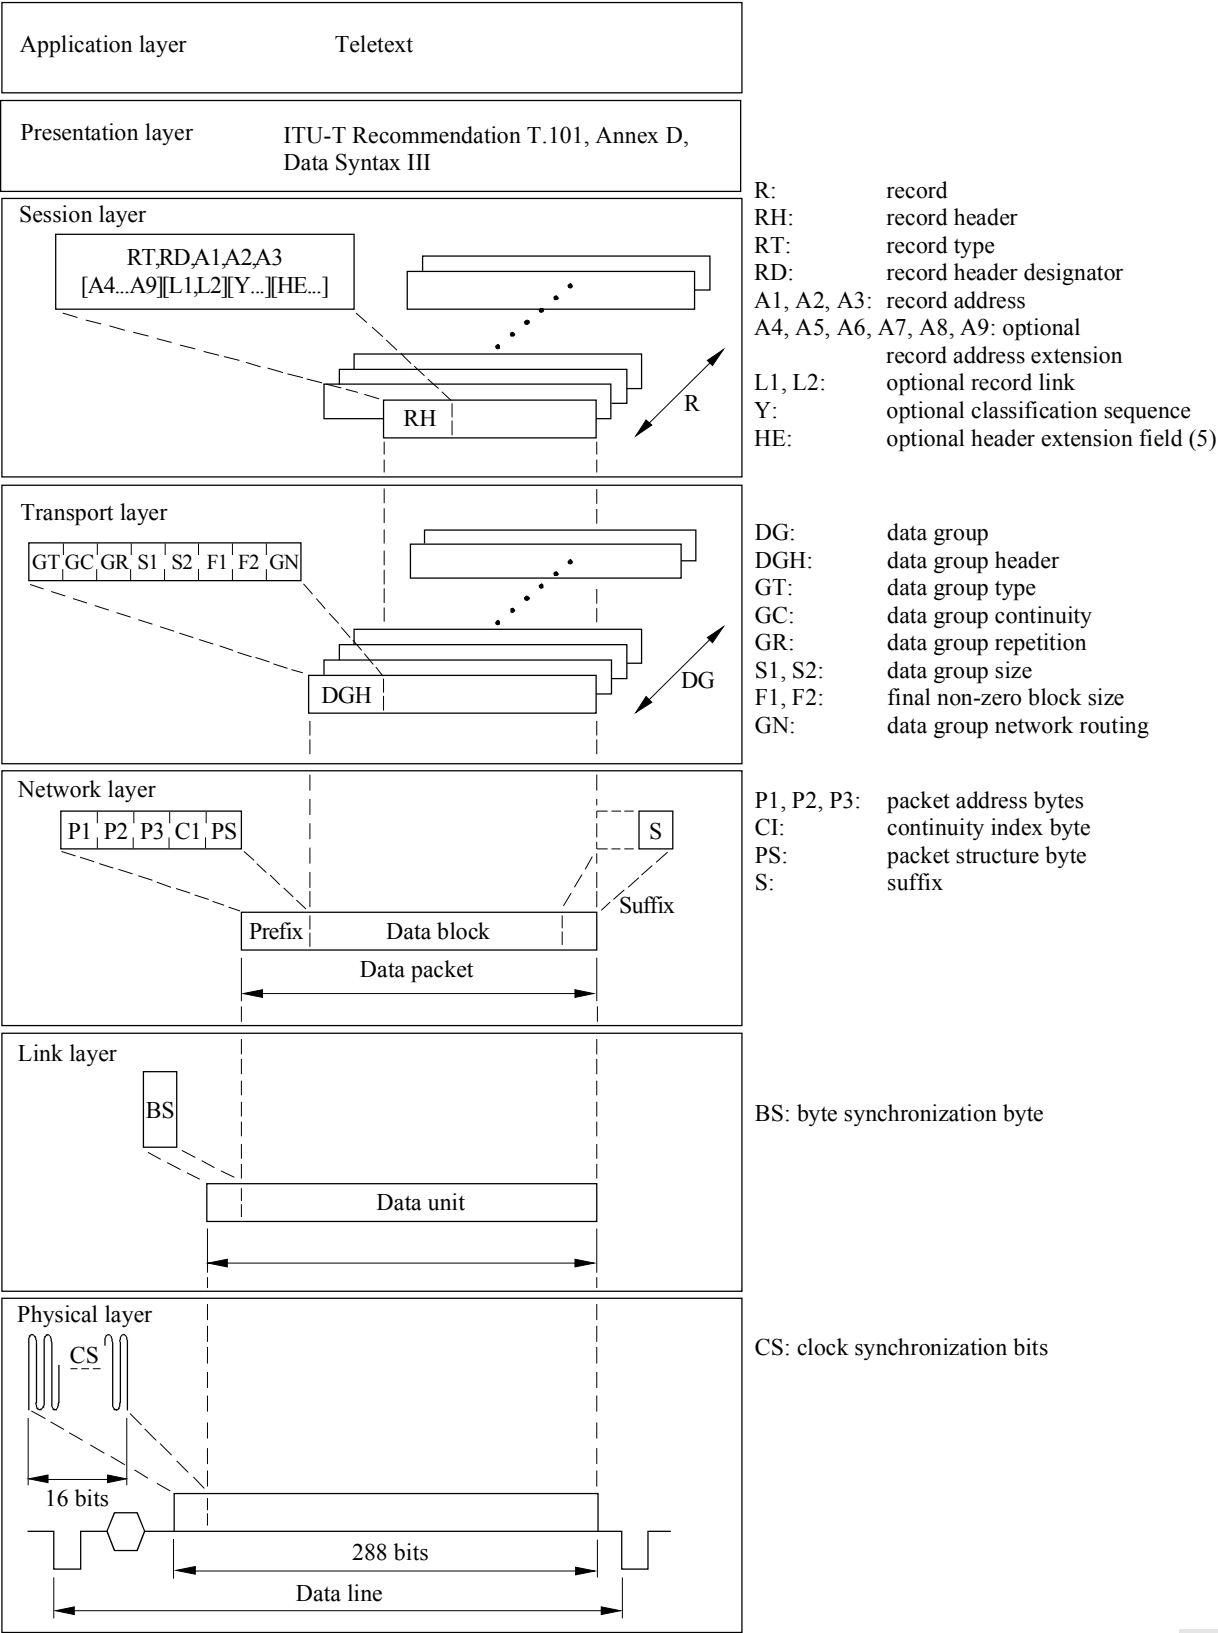 Application layer Teletext
Presentation layer ITU-T Recommendation T.101, Annex D,
Data Syntax III
Session layer
RT,RD,A1,A2,A3
[A4...A9][L1,L2][Y...][HE...]
RH
R
R: record
RH: record header
RT: record type
RD: record header designator
A1, A2, A3: record address
A4, A5, A6, A7, A8, A9: optional
record address extension
L1, L2: optional record link
Y: optional classification sequence
HE: optional header extension field (5)
Transport layer
GT GC GR S1 S2 F1 F2 GN
DGH
DG
DG: data group
DGH: data group header
GT: data group type
GC: data group continuity
GR: data group repetition
S1, S2: data group size
F1, F2: final non-zero block size
GN: data group network routing
Network layer
P1 P2 P3 C1 PS
S
Suffix
Prefix Data block
Data packet
P1, P2, P3: packet address bytes
CI: continuity index byte
PS: packet structure byte
S: suffix
Link layer
BS
Data unit
BS: byte synchronization byte
Physical layer
CS
16 bits
288 bits
Data line
CS: clock synchronization bits